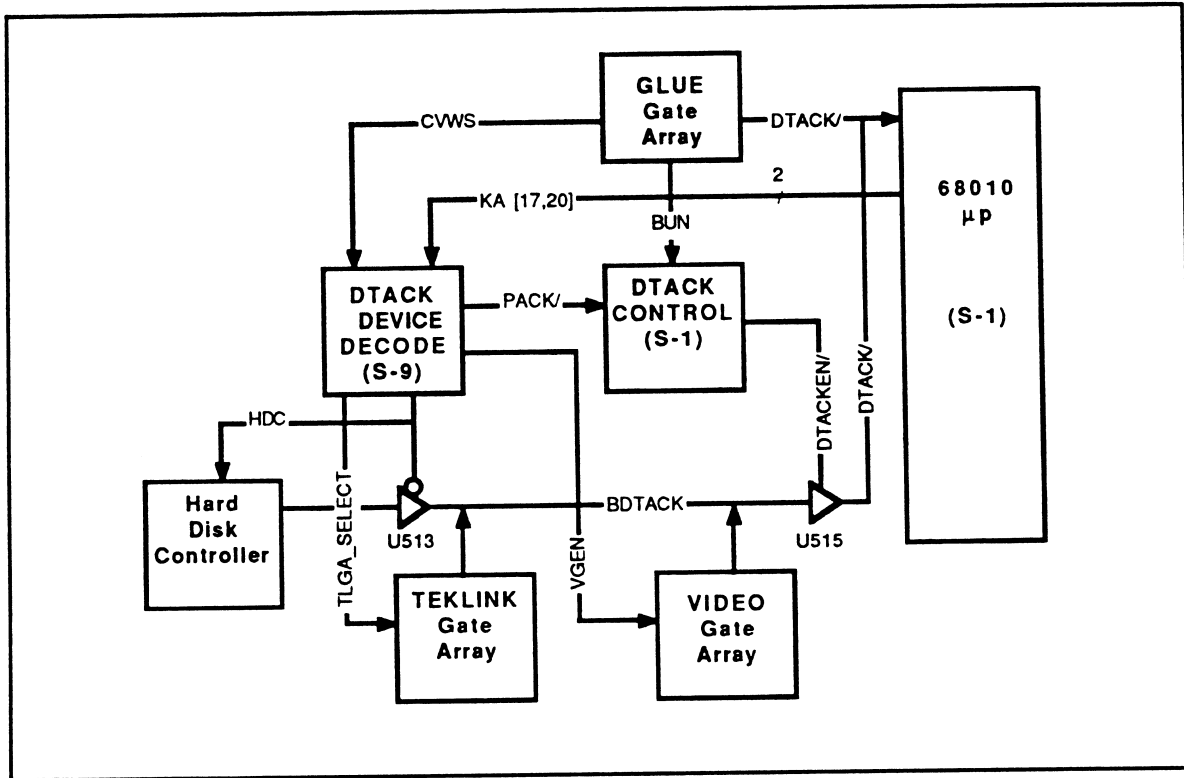 GLUE
Gate
Array
CVWS
DTACK/
2
KA [17,20]
BUN
68010
µp
(S-1)
DTACK
DEVICE
DECODE
(S-9)
PACK/
DTACK
CONTROL
(S-1)
DTACKEN/
DTACK/
HDC
TLGA_SELECT
Hard
Disk
Controller
U513
BDTACK
U515
VGEN
TEKLINK
Gate
Array
VIDEO
Gate
Array